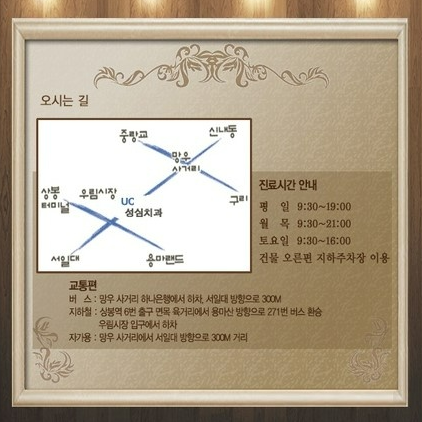 오시는 길
중랑교
신내동
망우
사거리
상봉
터미널
우림시장
UC
성심치과
구리
서일대
용마랜드
진료시간 안내
평 일 9:30~19:00
월 목 9:30~21:00
토요일 9:30~16:00
건물 오른편 지하주차장 이용
교통편
버 스 : 망우 사거리 하나은행에서 하차, 서일대 방향으로 300M
지하철 : 상봉역 6번 출구 면목 육거리에서 용마산 방향으로 271번 버스 환승
우림시장 입구에서 하차
자가용 : 망우 사거리에서 서일대 방향으로 300M 거리